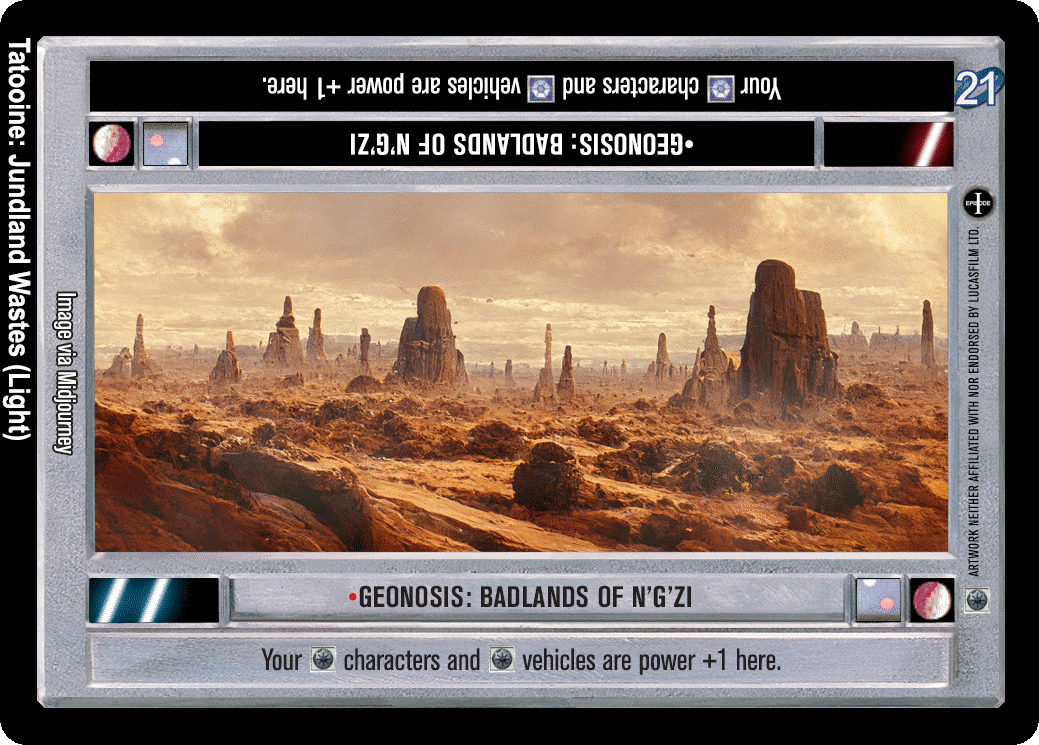 Your characters and vehicles are power +1 here.
•GEONOSIS: BADLANDS OF N'G'ZI
21
Tatooine: Jundland Wastes (Light)
Image via Midjourney
EPISODE I
ARTWORK NEITHER AFFILIATED WITH NOR ENDORSED BY LUCASFILM LTD.
•GEONOSIS: BADLANDS OF N'G'ZI
Your characters and vehicles are power +1 here.